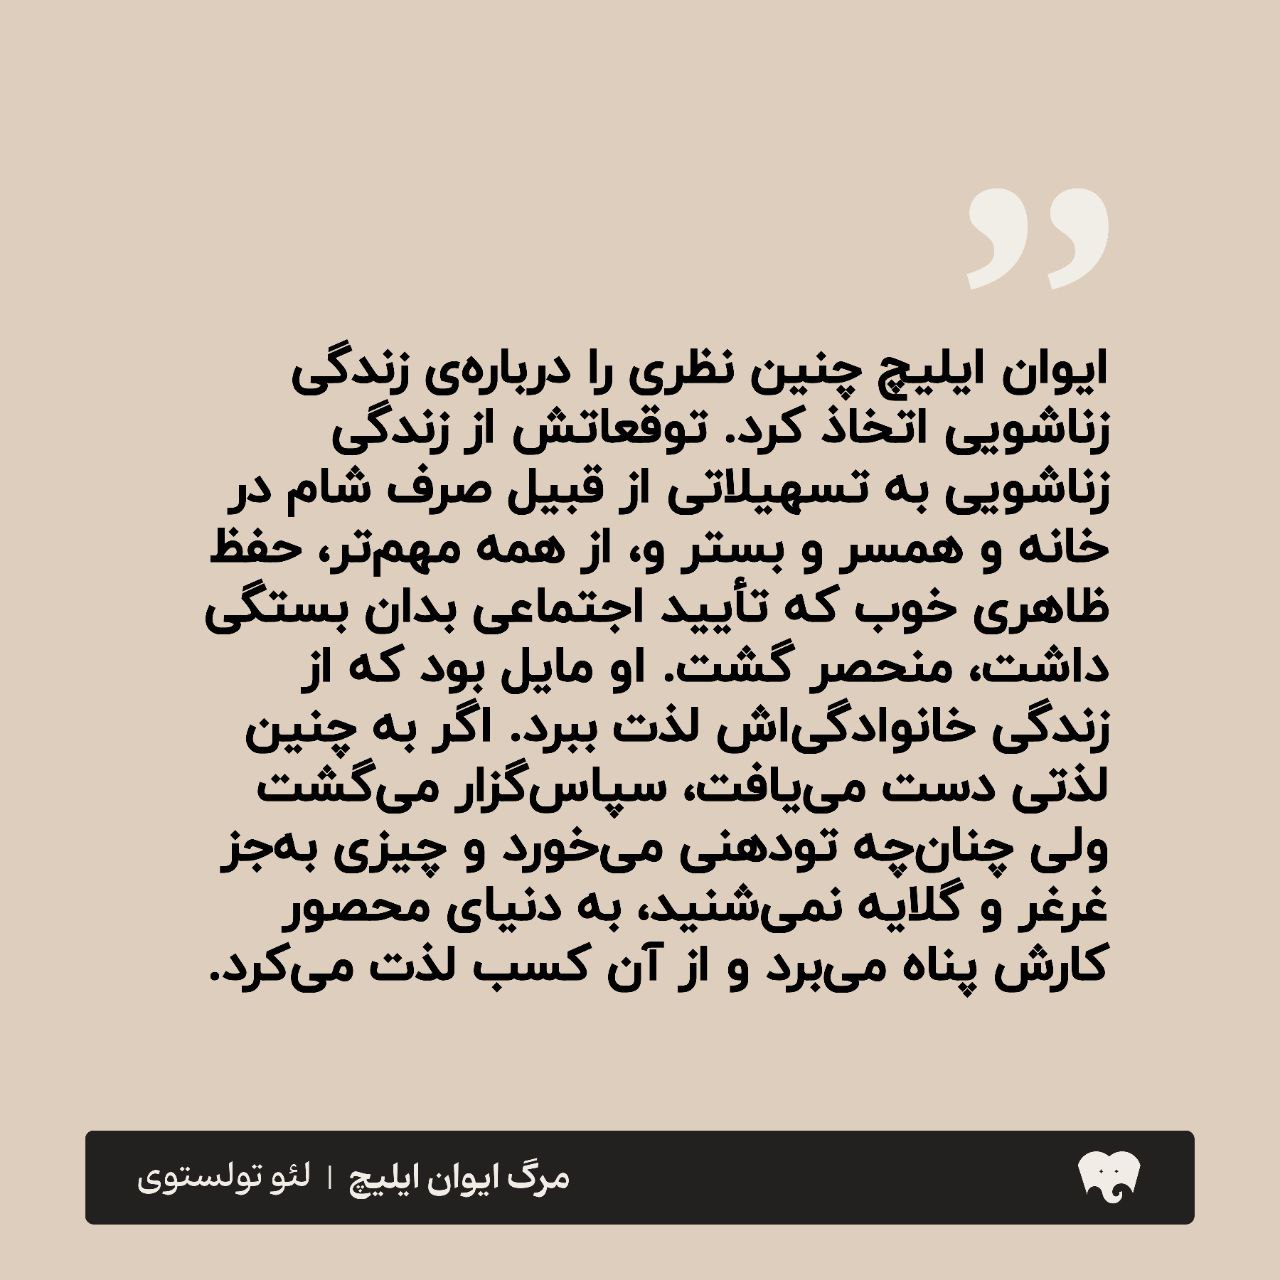 ایوان ایلیچ چنین نظری را درباره‌ی زندگی
زناشویی اتخاذ کرد. توقعاتش از زندگی
زناشویی به تسهیلاتی از قبیل صرف شام در
خانه و همسر و بستر و، از همه مهم‌تر، حفظ
ظاهری خوب که تأیید اجتماعی بدان بستگی
داشت، منحصر گشت. او مایل بود که از
زندگی خانوادگی‌اش لذت ببرد. اگر به چنین
لذتی دست می‌یافت، سپاس‌گزار می‌گشت
ولی چنان‌چه تودهنی می‌خورد و چیزی به‌جز
غرغر و گلایه نمی‌شنید، به دنیای محصور
کارش پناه می‌برد و از آن کسب لذت می‌کرد.
مرگ ایوان ایلیچ | لئو تولستوی